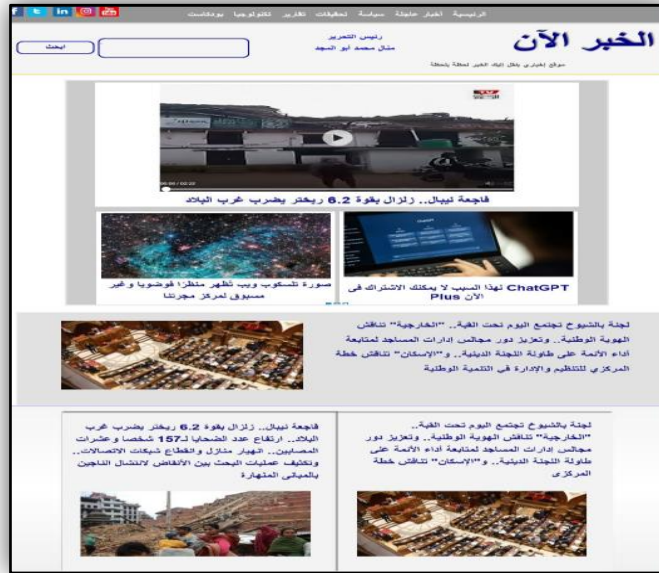 الرئيسية أخبار عاجلة سياسة تحقيقات تقارير تكنولوجيا بودكاست
الخبر الآن
رئيس التحرير
منال محمد أبو المجد
ابحث
موقع إخباري ينقل إليك الخبر لحظة بلحظة
فاجعة نيبال.. زلزال بقوة 6.2 ريختر يضرب غرب البلاد
ChatGPT لهذا السبب لا يمكنك الاشتراك فى
Plus الآن
صورة تلسكوب ويب تُظهر منظرًا فوضويا وغير
مسبوق لمركز مجرتنا
لجنة بالشيوخ تجتمع اليوم تحت القبة.. "الخارجية" تناقش
الهوية الوطنية.. وتعزيز دور مجالس إدارات المساجد لمتابعة
أداء الأئمة على طاولة اللجنة الدينية.. و"الإسكان" تناقش خطة
المركزي للتنظيم والإدارة فى التنمية الوطنية
لجنة بالشيوخ تجتمع اليوم تحت القبة..
"الخارجية" تناقش الهوية الوطنية.. وتعزيز دور
مجالس إدارات المساجد لمتابعة أداء الأئمة على
طاولة اللجنة الدينية.. و"الإسكان" تناقش خطة
المركزى
فاجعة نيبال.. زلزال بقوة 6.2 ريختر يضرب غرب
البلاد.. ارتفاع عدد الضحايا لـ157 شخصا وعشرات
المصابين.. انهيار منازل وانقطاع شبكات الاتصالات..
وتكثيف عمليات البحث بين الأنقاض لانتشال الناجين
بالمبانى المنهارة